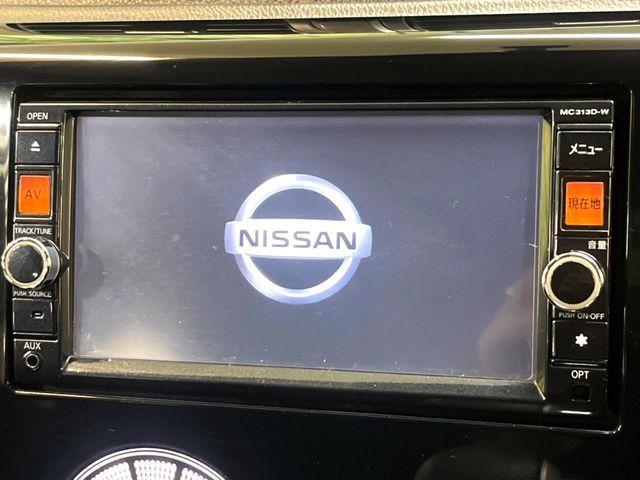 OPEN
MC313D-W
メニュー
AV
現在地
TRACK/TUNE
音量
NISSAN
PUSH SOURCE
PUSH ON-OFF
AUX
OPT